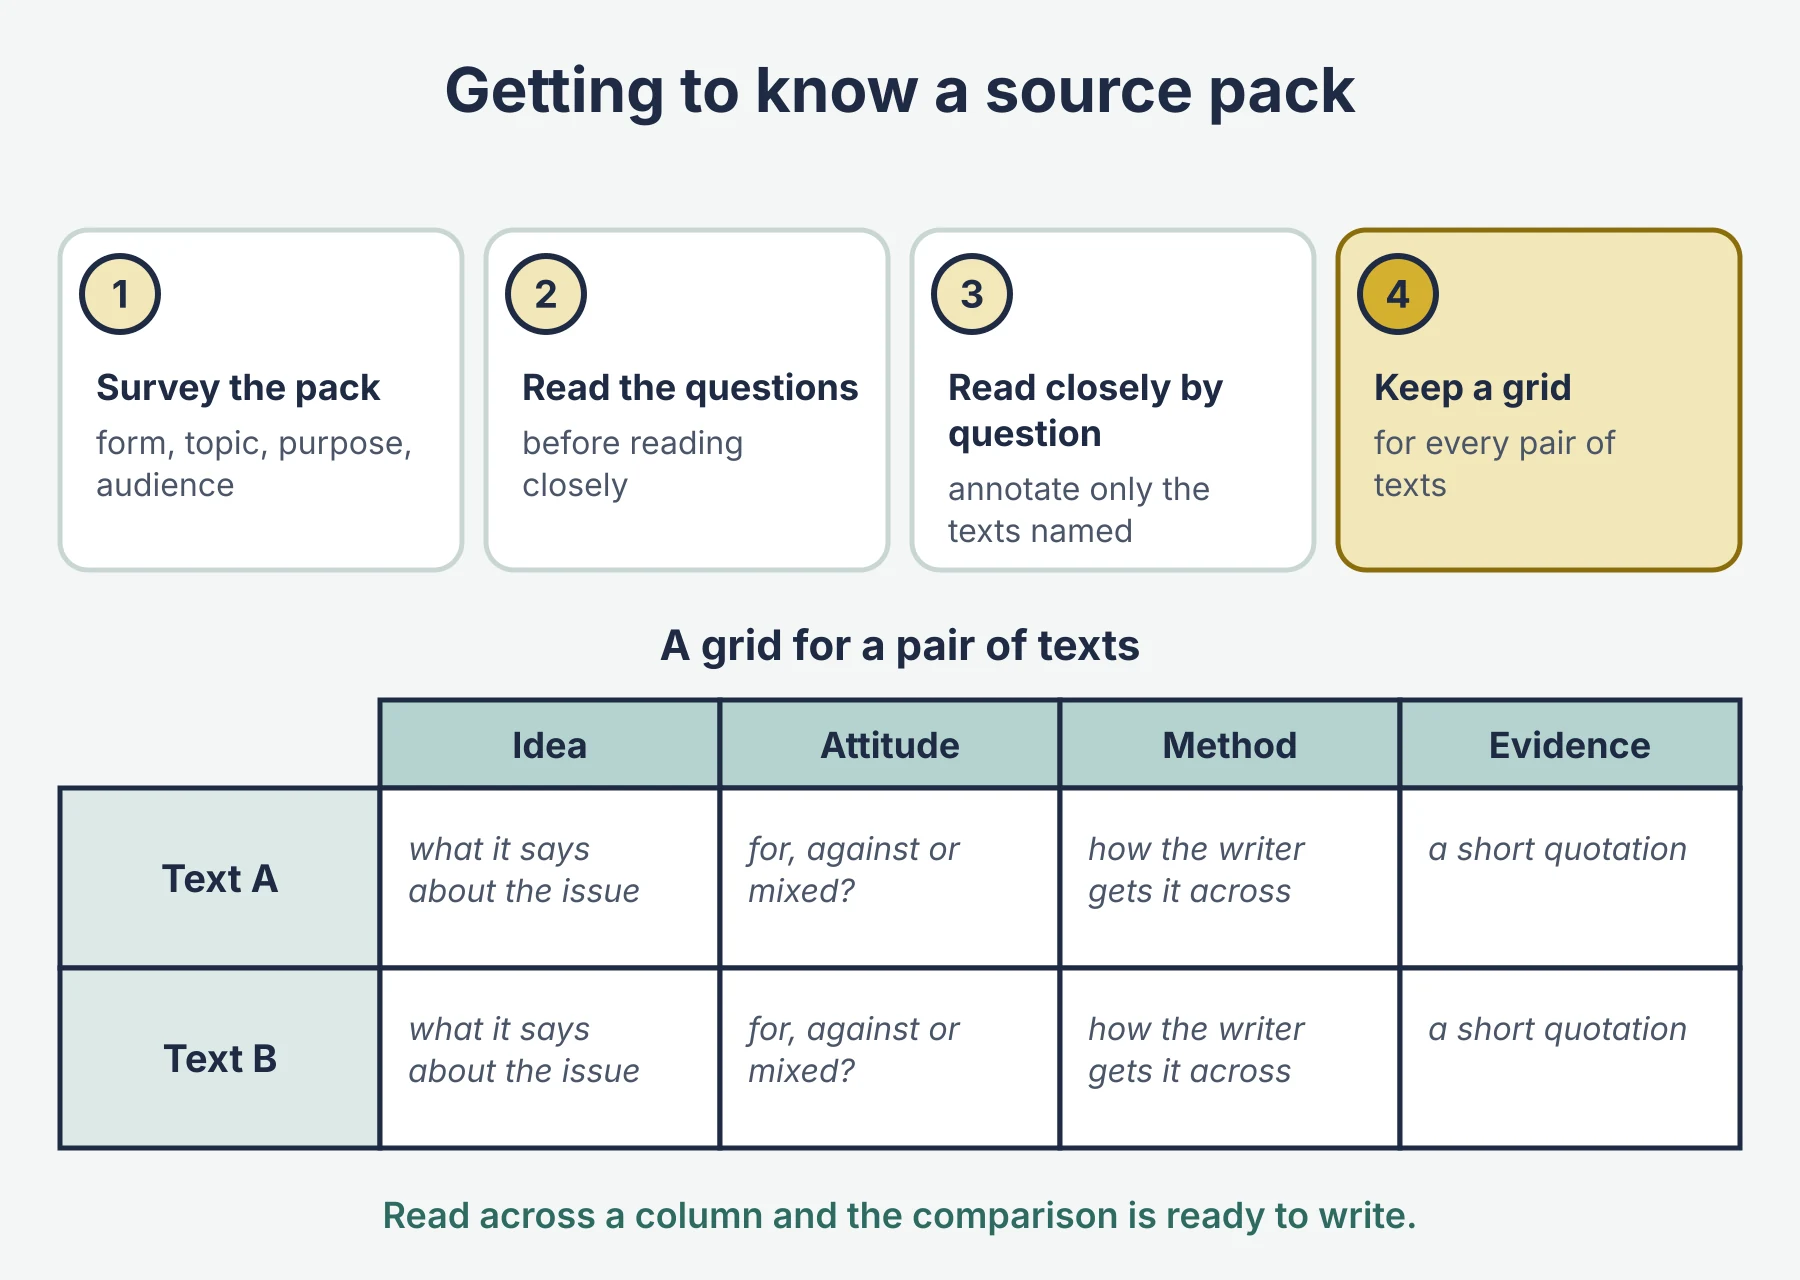 Getting to know a source pack
1
Survey the pack
form, topic, purpose,
audience
2
Read the questions
before reading
closely
3
Read closely by
question
annotate only the
texts named
4
Keep a grid
for every pair of
texts
A grid for a pair of texts
Idea
Attitude
Method
Evidence
Text A
what it says
about the issue
for, against or
mixed?
how the writer
gets it across
a short quotation
Text B
what it says
about the issue
for, against or
mixed?
how the writer
gets it across
a short quotation
Read across a column and the comparison is ready to write.